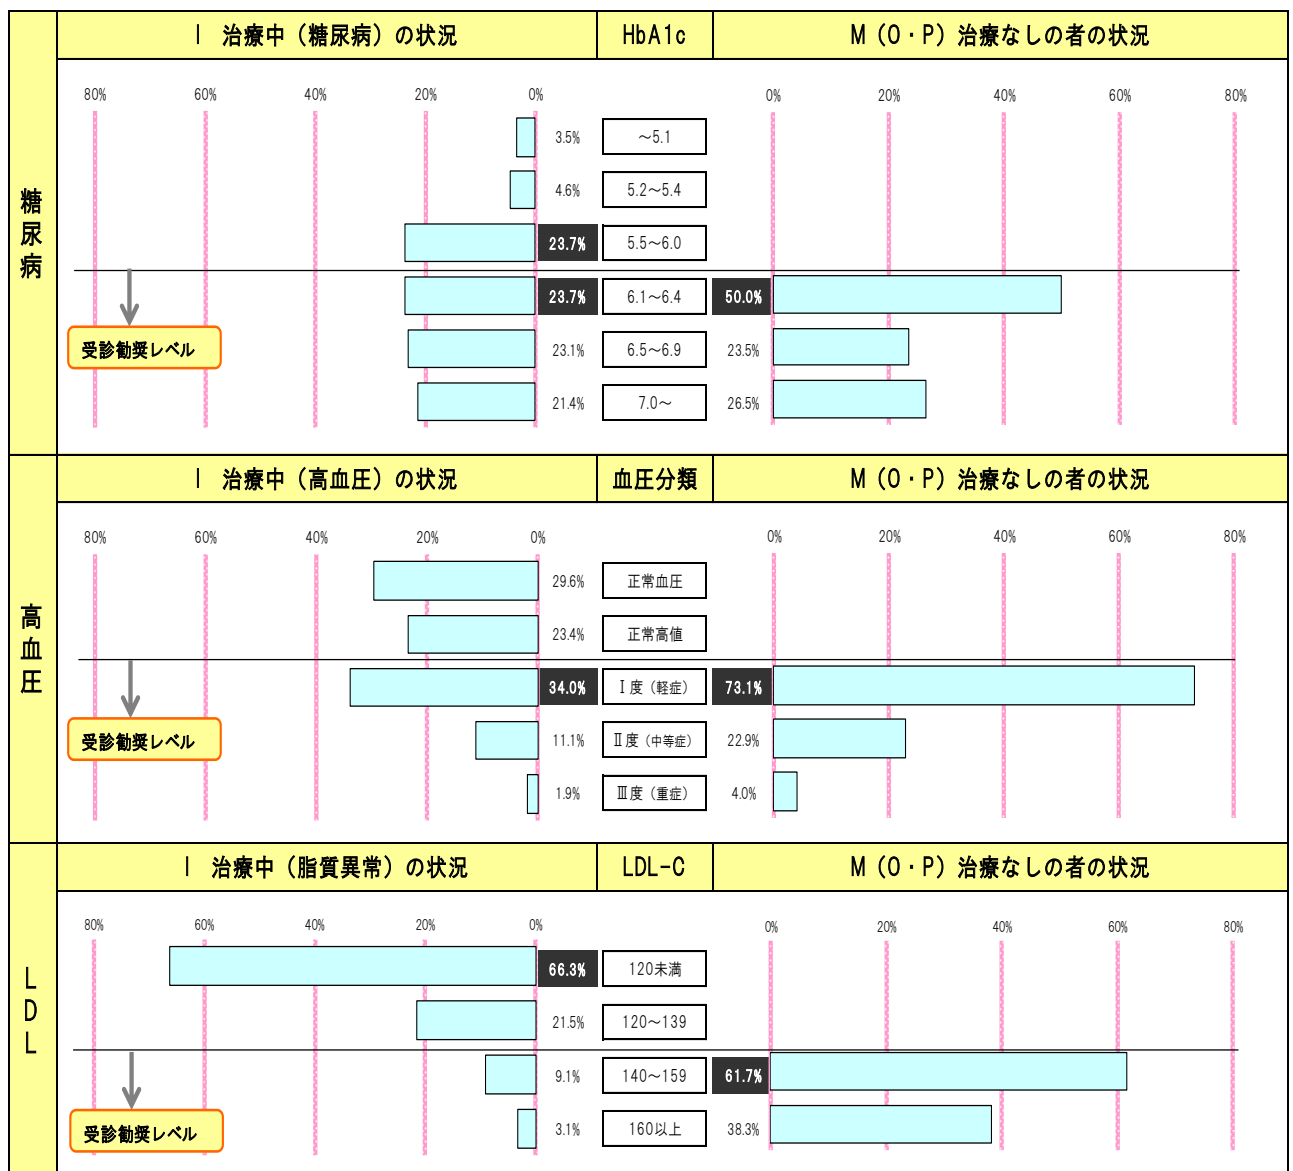 糖尿病
Ⅰ 治療中（糖尿病）の状況 HbA1c M（O・P）治療なしの者の状況
80% 60% 40% 20% 0% 0% 20% 40% 60% 80%
3.5% ～5.1
4.6% 5.2～5.4
23.7% 5.5～6.0
23.7% 6.1～6.4 50.0%
受診勧奨レベル 23.1% 6.5～6.9 23.5%
21.4% 7.0～ 26.5%
高血圧
Ⅰ 治療中（高血圧）の状況 血圧分類 M（O・P）治療なしの者の状況
80% 60% 40% 20% 0% 0% 20% 40% 60% 80%
29.6% 正常血圧
23.4% 正常高値
34.0% Ⅰ度（軽症） 73.1%
受診勧奨レベル 11.1% Ⅱ度（中等症） 22.9%
1.9% Ⅲ度（重症） 4.0%
LDL
Ⅰ 治療中（脂質異常）の状況 LDL-C M（O・P）治療なしの者の状況
80% 60% 40% 20% 0% 0% 20% 40% 60% 80%
66.3% 120未満
21.5% 120～139
9.1% 140～159 61.7%
受診勧奨レベル 3.1% 160以上 38.3%